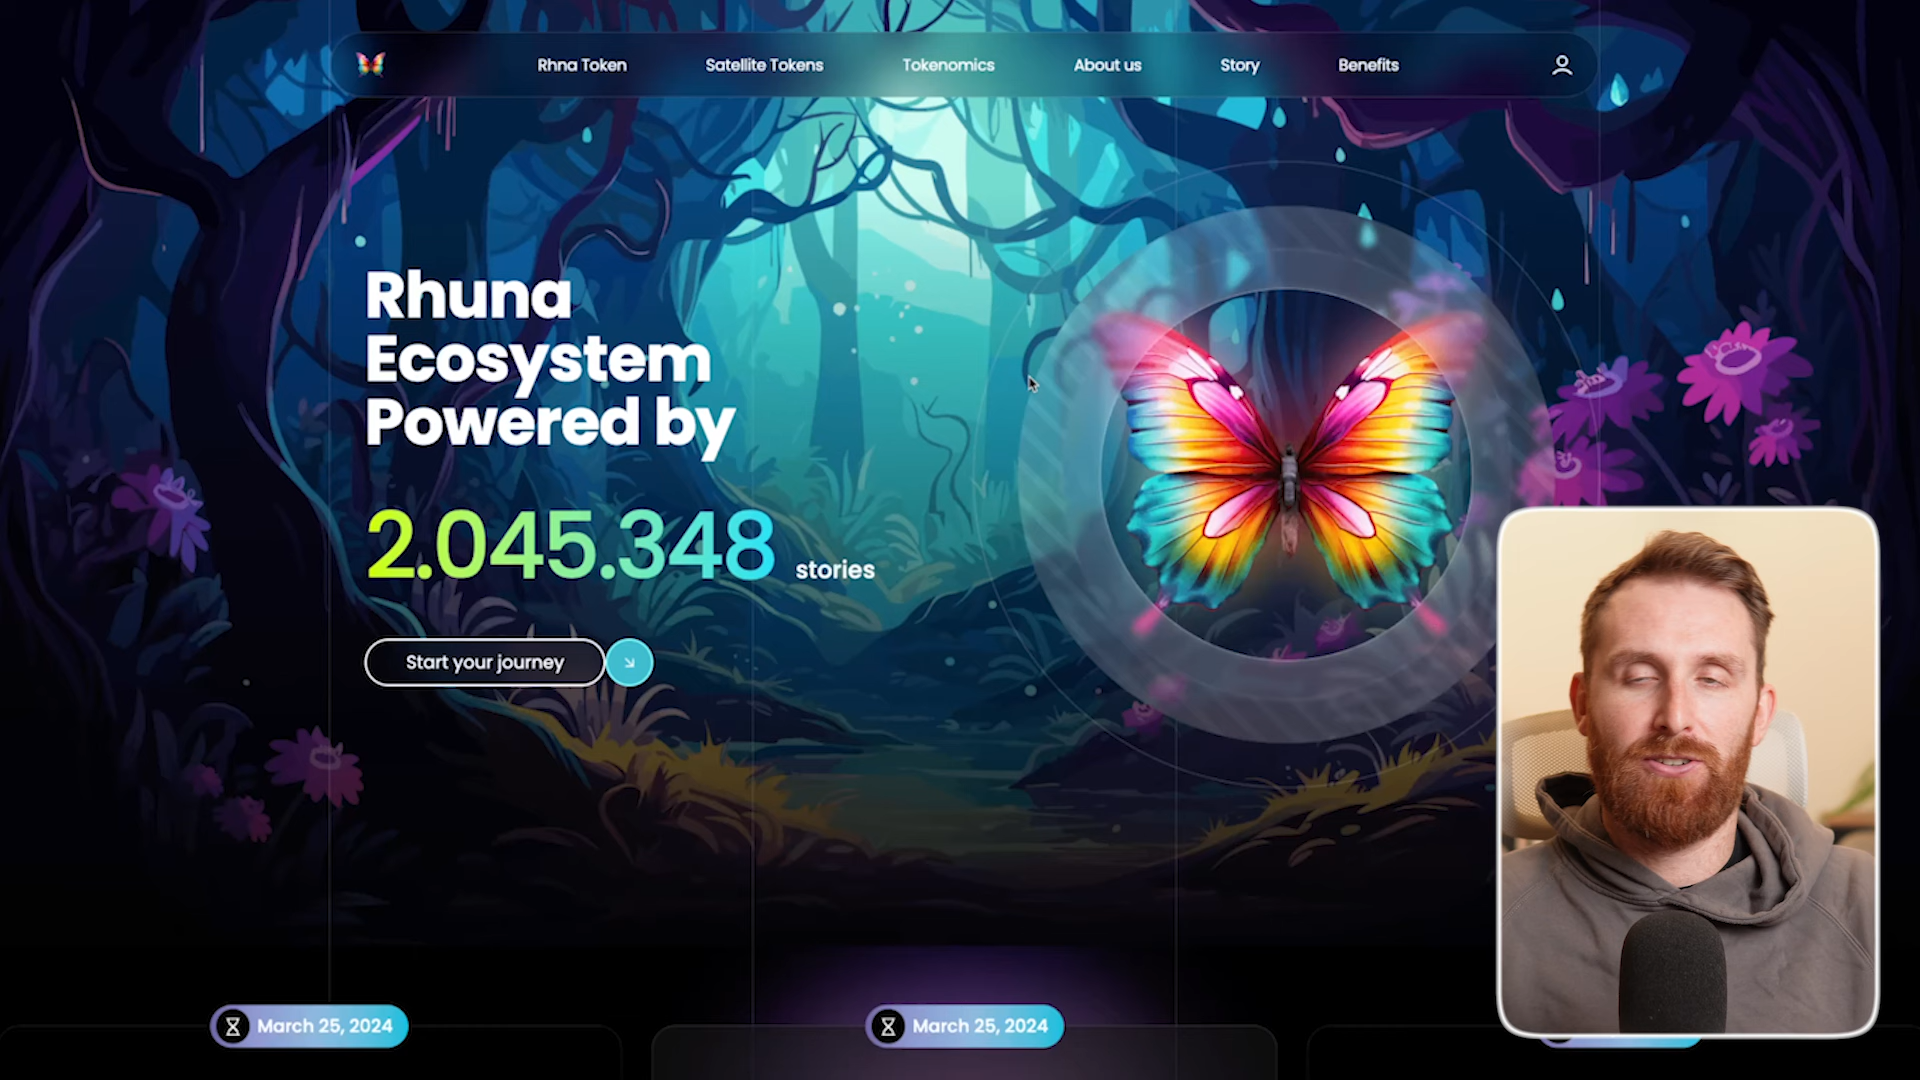 Rhna Token
Satellite Tokens
Tokenomics
About us
Story
Benefits
Rhuna
Ecosystem
Powered by
2.045.348 stories
Start your journey
March 25, 2024
March 25, 2024